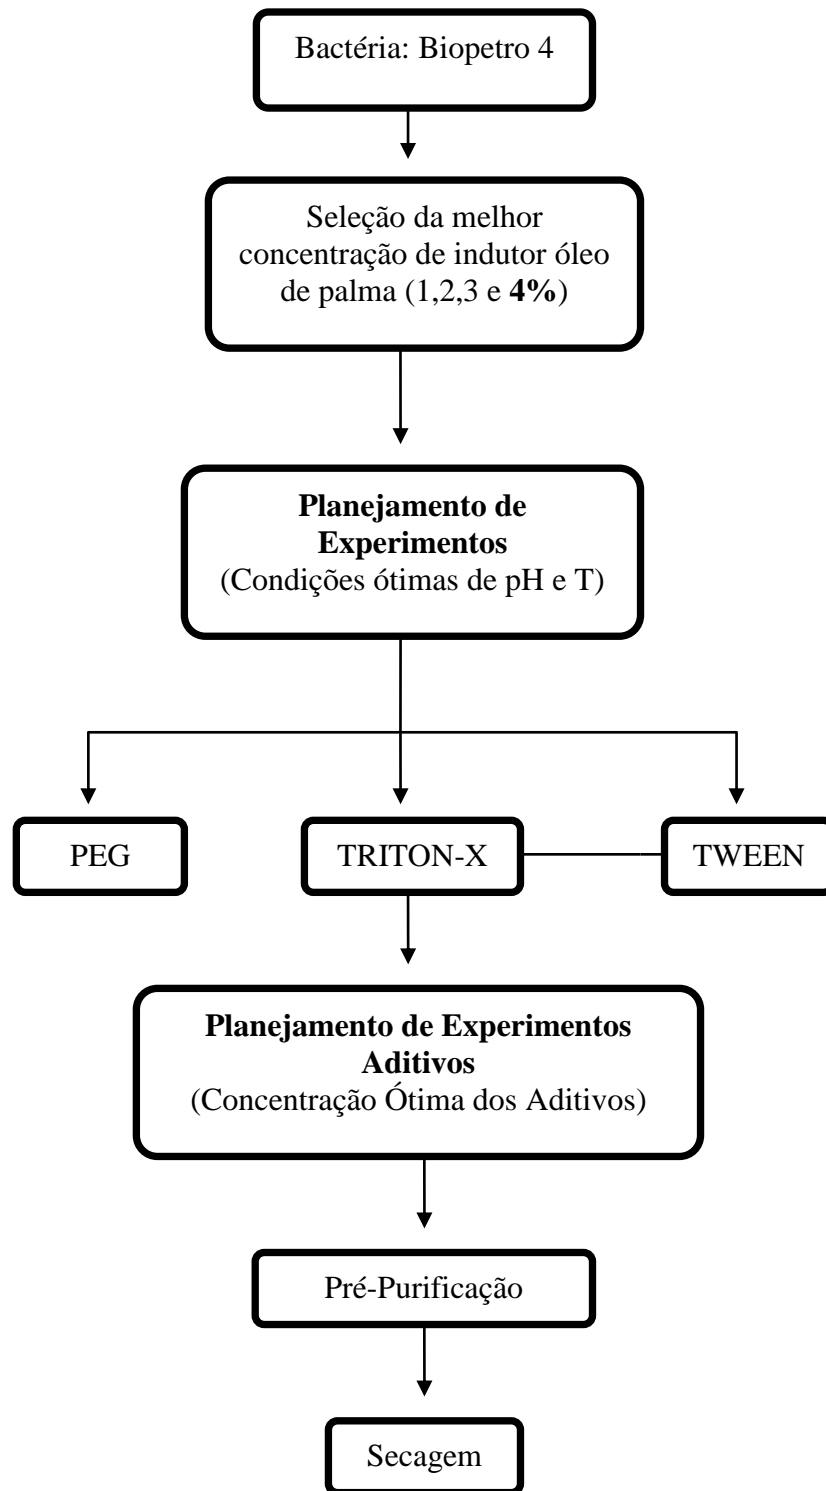 Bactéria: Biopetro 4
Seleção da melhor
concentração de indutor óleo
de palma (1,2,3 e 4%)
Planejamento de
Experimentos
(Condições ótimas de pH e T)
PEG
TRITON-X
TWEEN
Planejamento de Experimentos
Aditivos
(Concentração Ótima dos Aditivos)
Pré-Purificação
Secagem